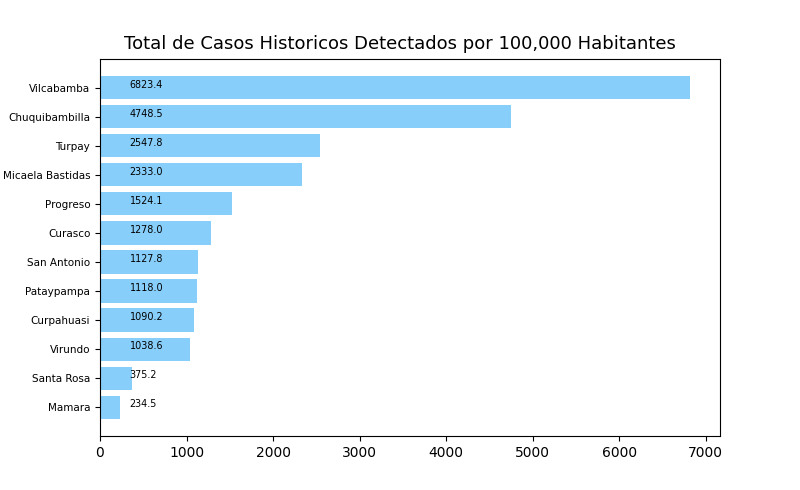 Total de Casos Historicos Detectados por 100,000 Habitantes
Vilcabamba 6823.4
Chuquibambilla 4748.5
Turpay 2547.8
Micaela Bastidas 2333.0
Progreso 1524.1
Curasco 1278.0
San Antonio 1127.8
Pataypampa 1118.0
Curpahuasi 1090.2
Virundo 1038.6
Santa Rosa 375.2
Mamara 234.5
0 1000 2000 3000 4000 5000 6000 7000